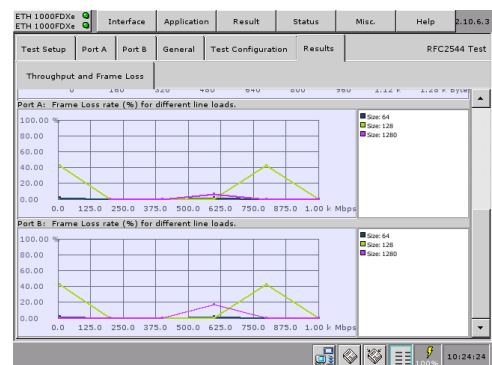 ETH 1000FDXe
ETH 1000FDXe
Interface Application Result Status Misc. Help 2.10.6.3
Test Setup Port A Port B General Test Configuration Results RFC2544 Test
Throughput and Frame Loss
Port A: Frame Loss rate (%) for different line loads.
100.00 %
80.00
60.00
40.00
20.00
0.00
0.0 125.0 250.0 375.0 500.0 625.0 750.0 875.0 1.00 k Mbps
Size: 64
Size: 128
Size: 1280
Port B: Frame Loss rate (%) for different line loads.
100.00 %
80.00
60.00
40.00
20.00
0.00
0.0 125.0 250.0 375.0 500.0 625.0 750.0 875.0 1.00 k Mbps
Size: 64
Size: 128
Size: 1280
100%
10:24:24